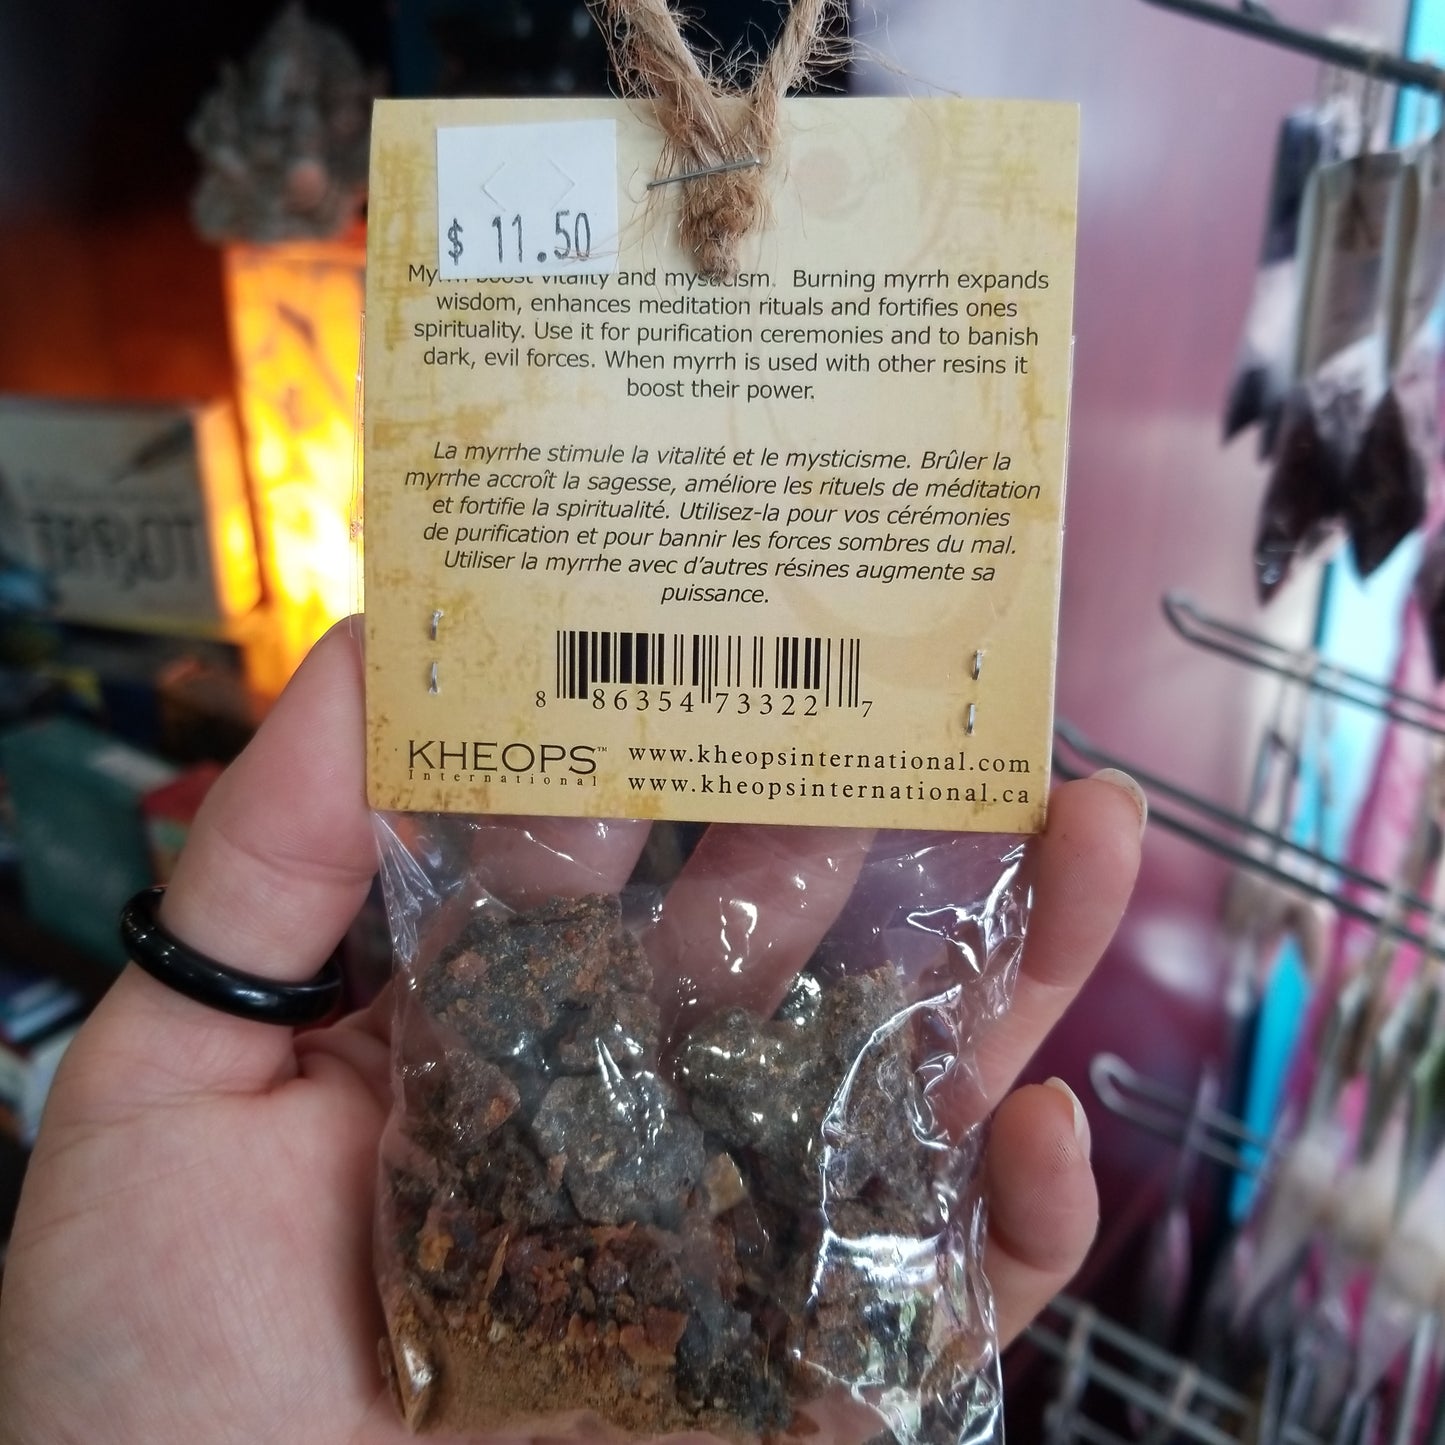 $ 11.50
vitality and mysticism. Burning myrrh expands
wisdom, enhances meditation rituals and fortifies ones
spirituality. Use it for purification ceremonies and to banish
dark, evil forces. When myrrh is used with other resins it
boost their power.
La myrrhe stimule la vitalité et le mysticisme. Brûler la
myrrhe accroît la sagesse, améliore les rituels de méditation
et fortifie la spiritualité. Utilisez-la pour vos cérémonies
de purification et pour bannir les forces sombres du mal.
Utiliser la myrrhe avec d'autres résines augmente sa
puissance.
8 86354 73322 7
KHEOPS™
International
www.kheopsinternational.com
www.kheopsinternational.ca